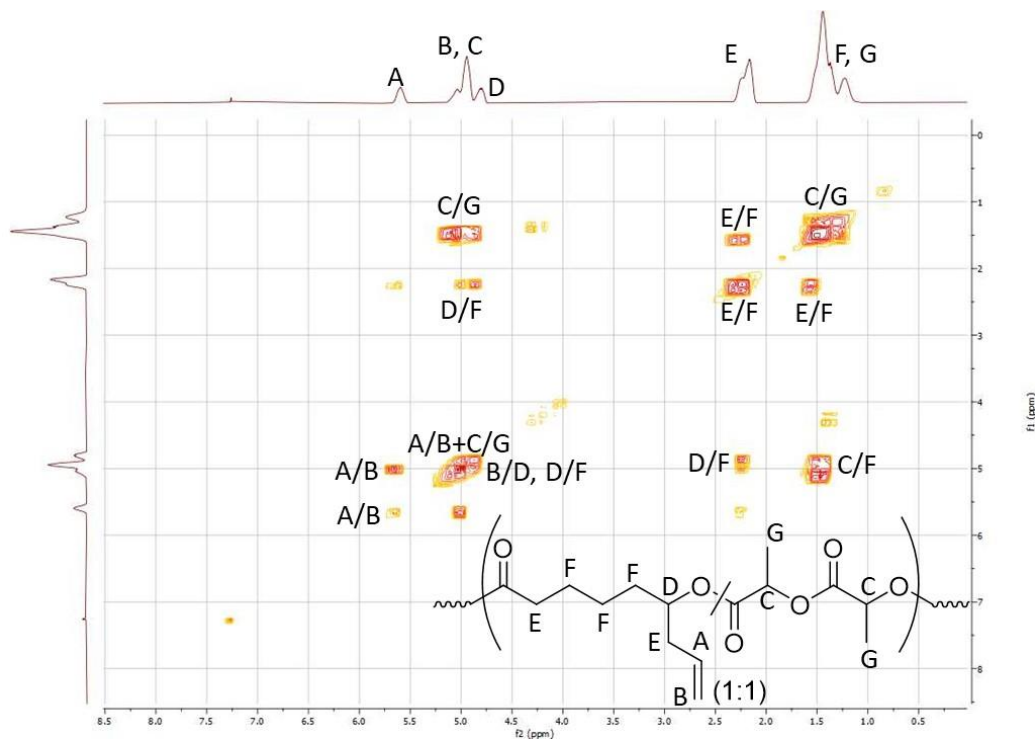 B, C
E
F, G
A
D
0
C/G
E/F
C/G
1
2
D/F
E/F
E/F
3
4
A/B+C/G
A/B
B/D, D/F
D/F
C/F
5
A/B
6
O
G
O
F
F
D
O
C
O
C
O
7
E
F
E
A
O
G
B
(1:1)
8
8.5 8.0 7.5 7.0 6.5 6.0 5.5 5.0 4.5 4.0 3.5 3.0 2.5 2.0 1.5 1.0 0.5
f2 (ppm)
f1 (ppm)